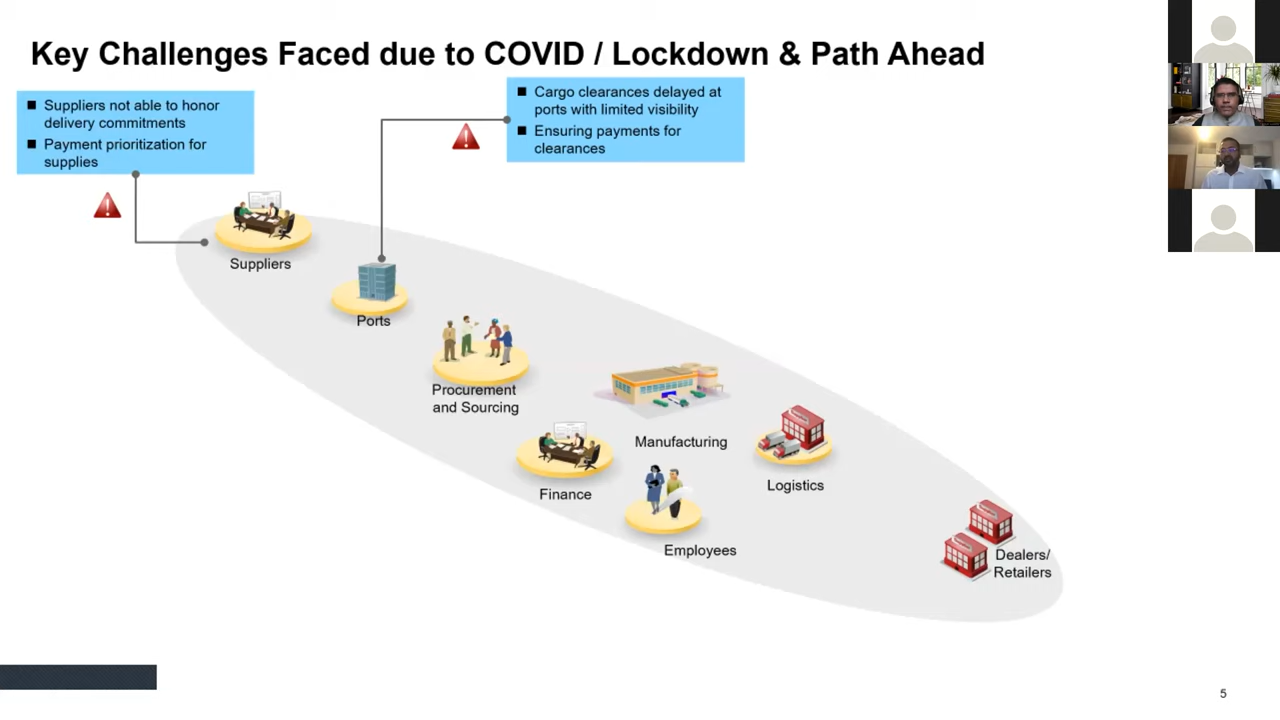 Key Challenges Faced due to COVID / Lockdown & Path Ahead
■ Suppliers not able to honor
delivery commitments
■ Payment prioritization for
supplies
■ Cargo clearances delayed at
ports with limited visibility
■ Ensuring payments for
clearances
Suppliers
Ports
Procurement
and Sourcing
Manufacturing
Logistics
Finance
Employees
Dealers/
Retailers
5